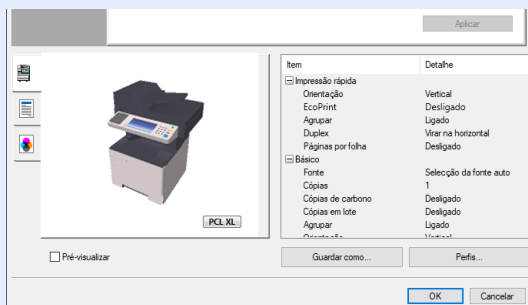 Aplicar
Item Detalhe
Impressão rápida
Orientação Vertical
EcoPrint Desligado
Agrupar Ligado
Duplex Virar na horizontal
Páginas por folha Desligado
Básico
Fonte Selecção da fonte auto
Cópias 1
Cópias de carbono Desligado
Cópias em lote Desligado
Agrupar Ligado
Orientação Vertical
PCL XL
Pré-visualizar
Guardar como...
Perfis...
OK
Cancelar